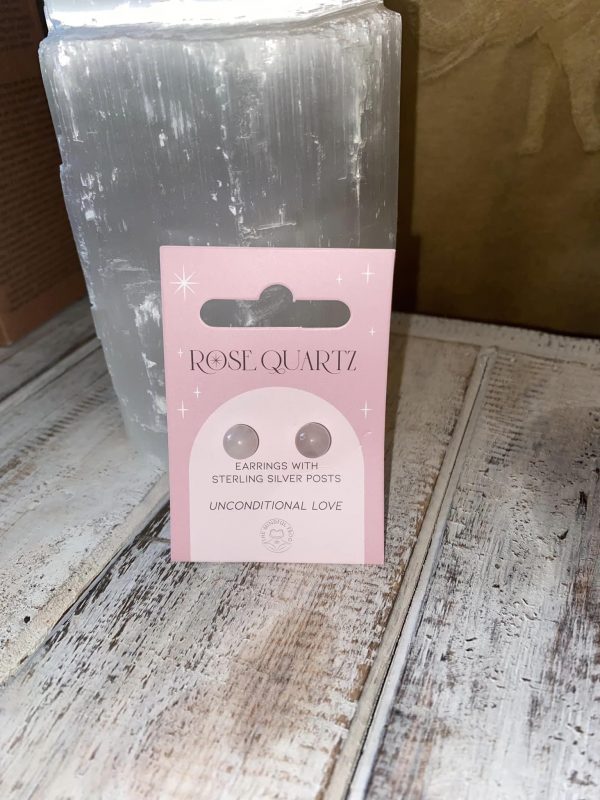 ROSE QUARTZ
EARRINGS WITH
STERLING SILVER POSTS
UNCONDITIONAL LOVE